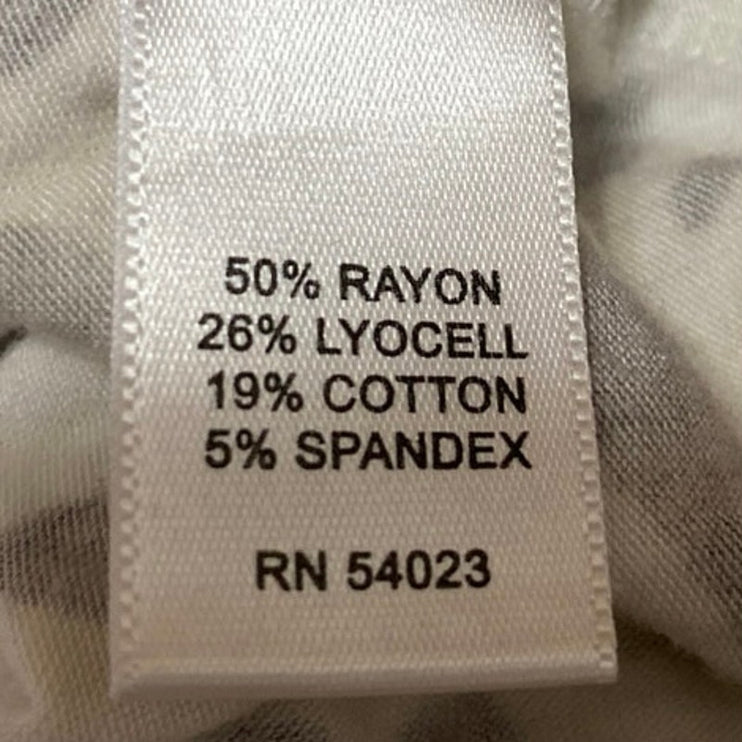 50% RAYON
26% LYOCELL
19% COTTON
5% SPANDEX
RN 54023